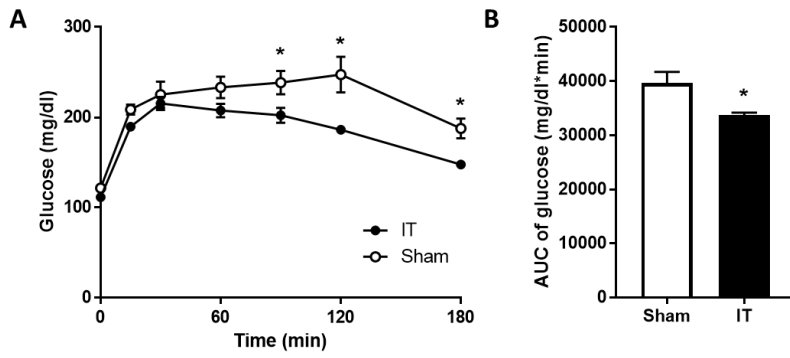 A
Glucose (mg/dl)
300
200
100
0
* * *
IT
Sham
0 60 120 180
Time (min)
B
AUC of glucose (mg/dl*min)
50000
40000
30000
20000
10000
0
*
Sham IT